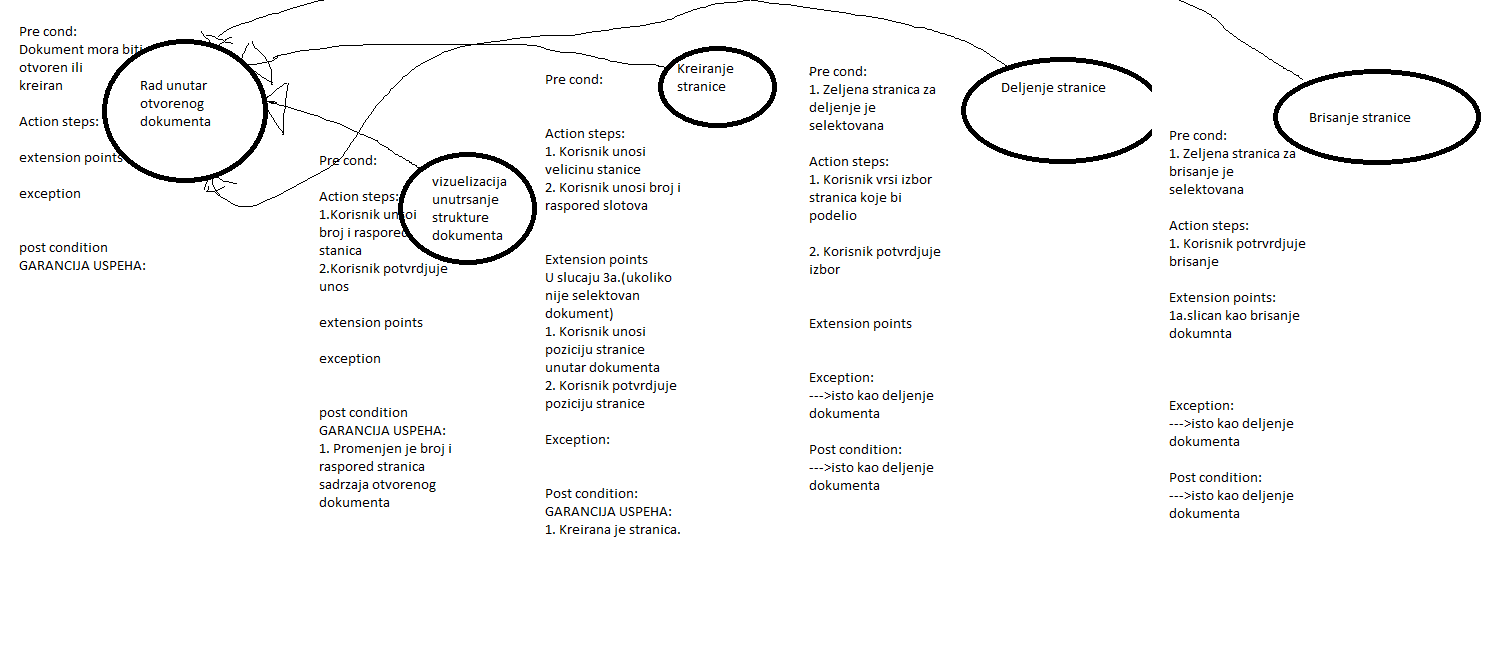 Pre cond:
Dokument mora biti
otvoren ili
kreiran
Action steps:
extension points
exception
post condition
GARANCIJA USPEHA:
Rad unutar
otvorenog
dokumenta
Pre cond:
Action steps:
1.Korisnik unsoi
broj i raspored
stanica
2.Korisnik potvrdjuje
unos
extension points
exception
post condition
GARANCIJA USPEHA:
1. Promenjen je broj i
raspored stranica
sadrzaja otvorenog
dokumenta
vizuelizacija
unutrsanje
strukture
dokumenta
Pre cond:
Action steps:
1. Korisnik unosi
velicinu stanice
2. Korisnik unosi broj i
raspored slotova
Extension points
U slucaju 3a.(ukoliko
nije selektovan
dokument)
1. Korisnik unosi
poziciju stranice
unutar dokumenta
2. Korisnik potvrdjuje
poziciju stranice
Exception:
Post condition:
GARANCIJA USPEHA:
1. Kreirana je stranica.
Kreiranje
stranice
Pre cond:
1. Zeljena stranica za
deljenje je
selektovana
Action steps:
1. Korisnik vrsi izbor
stranica koje bi
podelio
2. Korisnik potvrdjuje
izbor
Extension points
Exception:
--->isto kao deljenje
dokumenta
Post condition:
--->isto kao deljenje
dokumenta
Deljenje stranice
Pre cond:
1. Zeljena stranica za
brisanje je
selektovana
Action steps:
1. Korisnik potrvrdjuje
brisanje
Extension points:
1a.slican kao brisanje
dokumnta
Exception:
--->isto kao deljenje
dokumenta
Post condition:
--->isto kao deljenje
dokumenta
Brisanje stranice